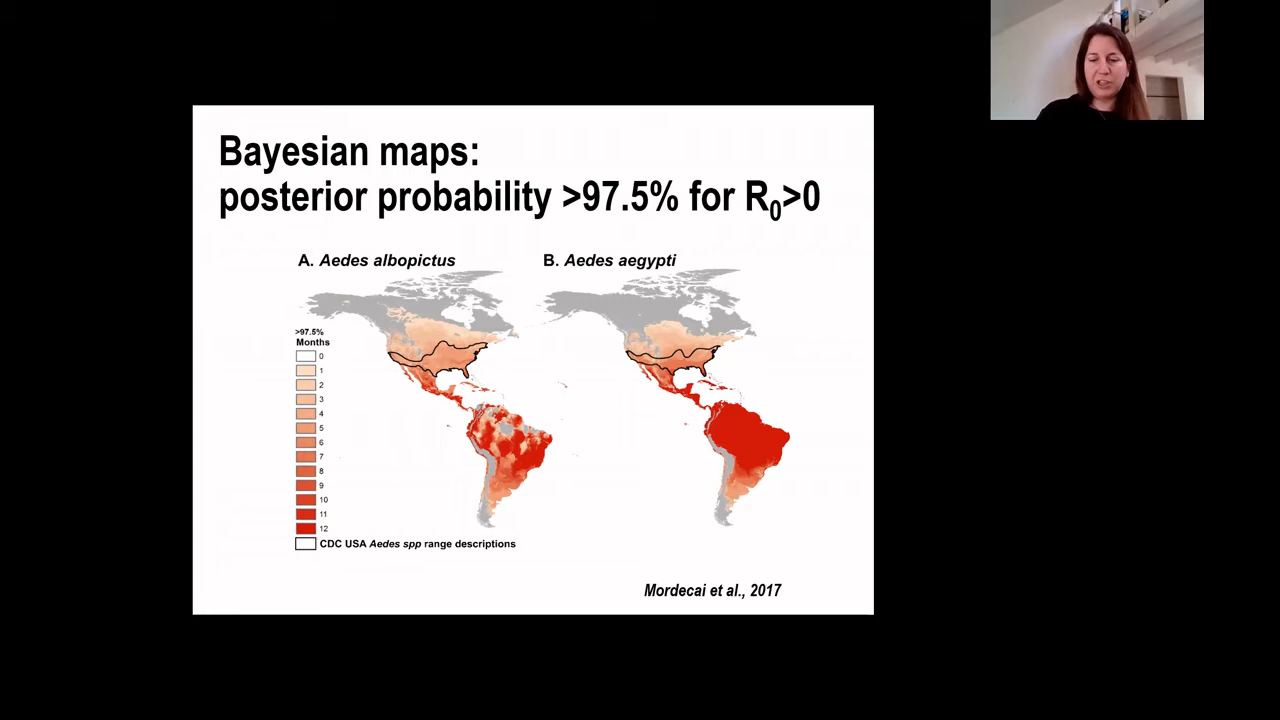 Bayesian maps:
posterior probability >97.5% for R₀>0
A. Aedes albopictus
B. Aedes aegypti
>97.5%
Months
0
1
2
3
4
5
6
7
8
9
10
11
12
CDC USA Aedes spp range descriptions
Mordecai et al., 2017